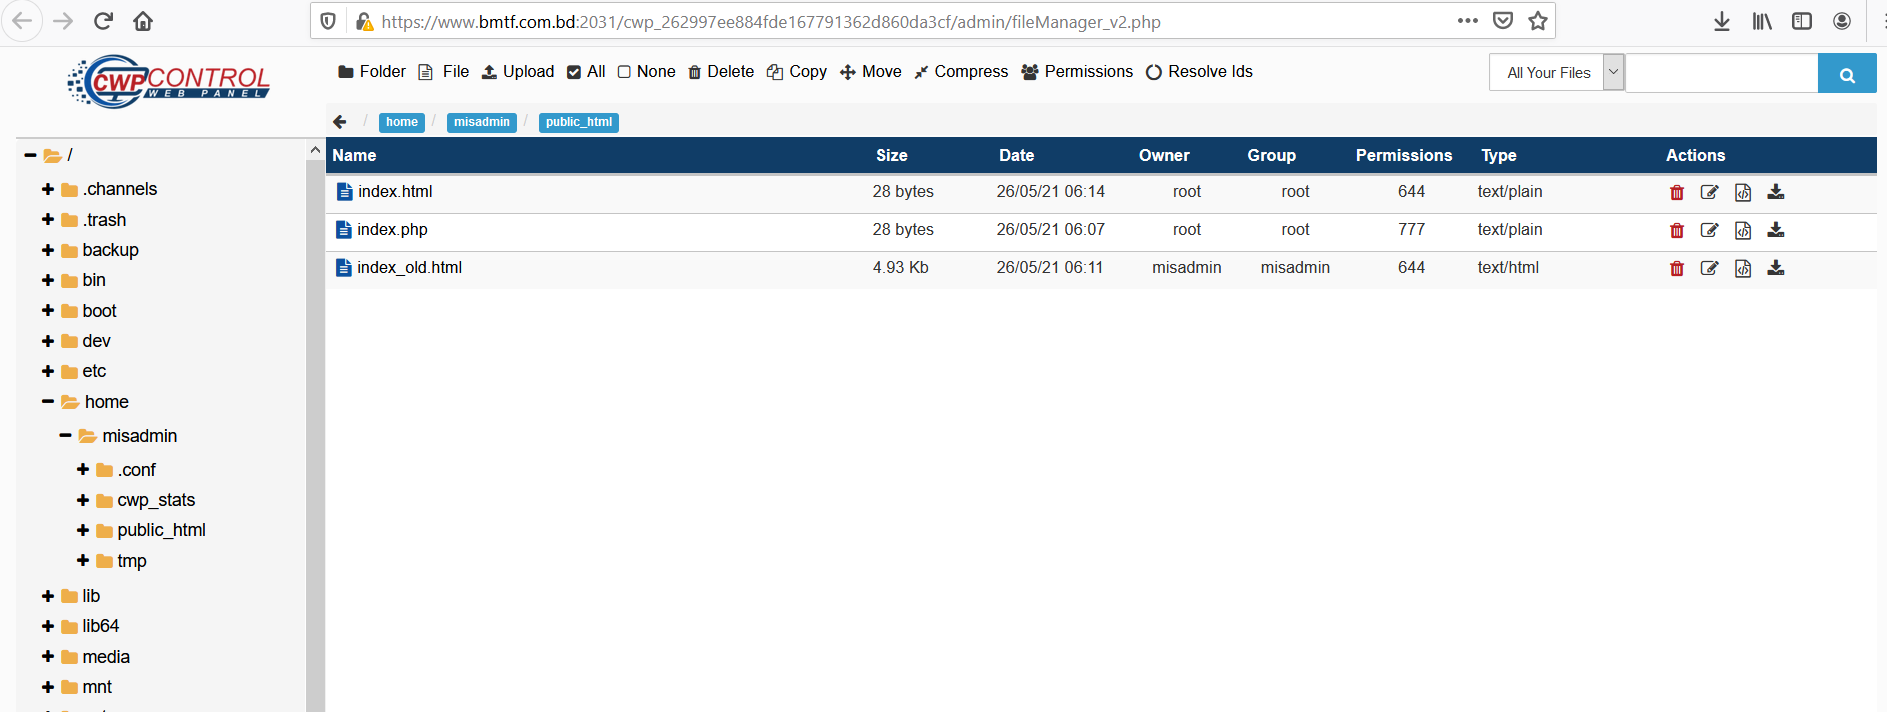 https://www.bmtf.com.bd:2031/cwp_262997ee884fde167791362d860da3cf/admin/fileManager_v2.php
CWP CONTROL
WEB PANEL
Folder File Upload All None Delete Copy Move Compress Permissions Resolve Ids
All Your Files
/ home / misadmin / public_html
Name Size Date Owner Group Permissions Type Actions
index.html 28 bytes 26/05/21 06:14 root root 644 text/plain
index.php 28 bytes 26/05/21 06:07 root root 777 text/plain
index_old.html 4.93 Kb 26/05/21 06:11 misadmin misadmin 644 text/html
/
.channels
.trash
backup
bin
boot
dev
etc
home
misadmin
.conf
cwp_stats
public_html
tmp
lib
lib64
media
mnt